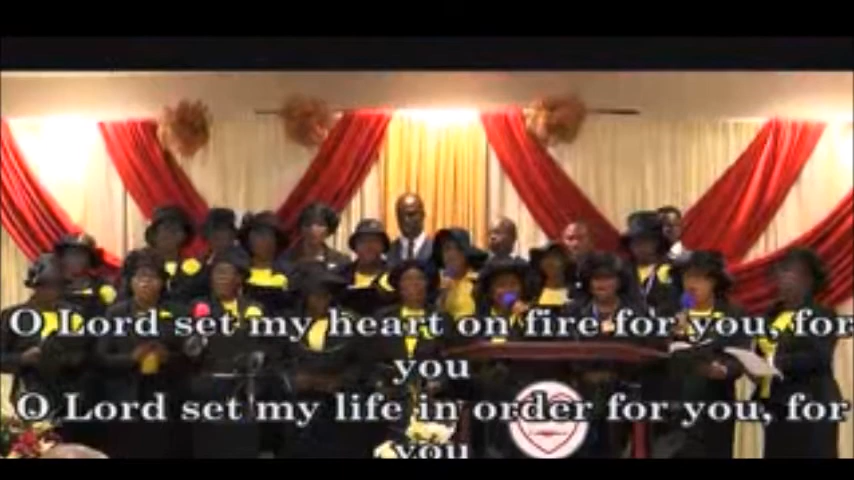 O Lord set my heart on fire for you, for
you
O Lord set my life in order for you, for
you